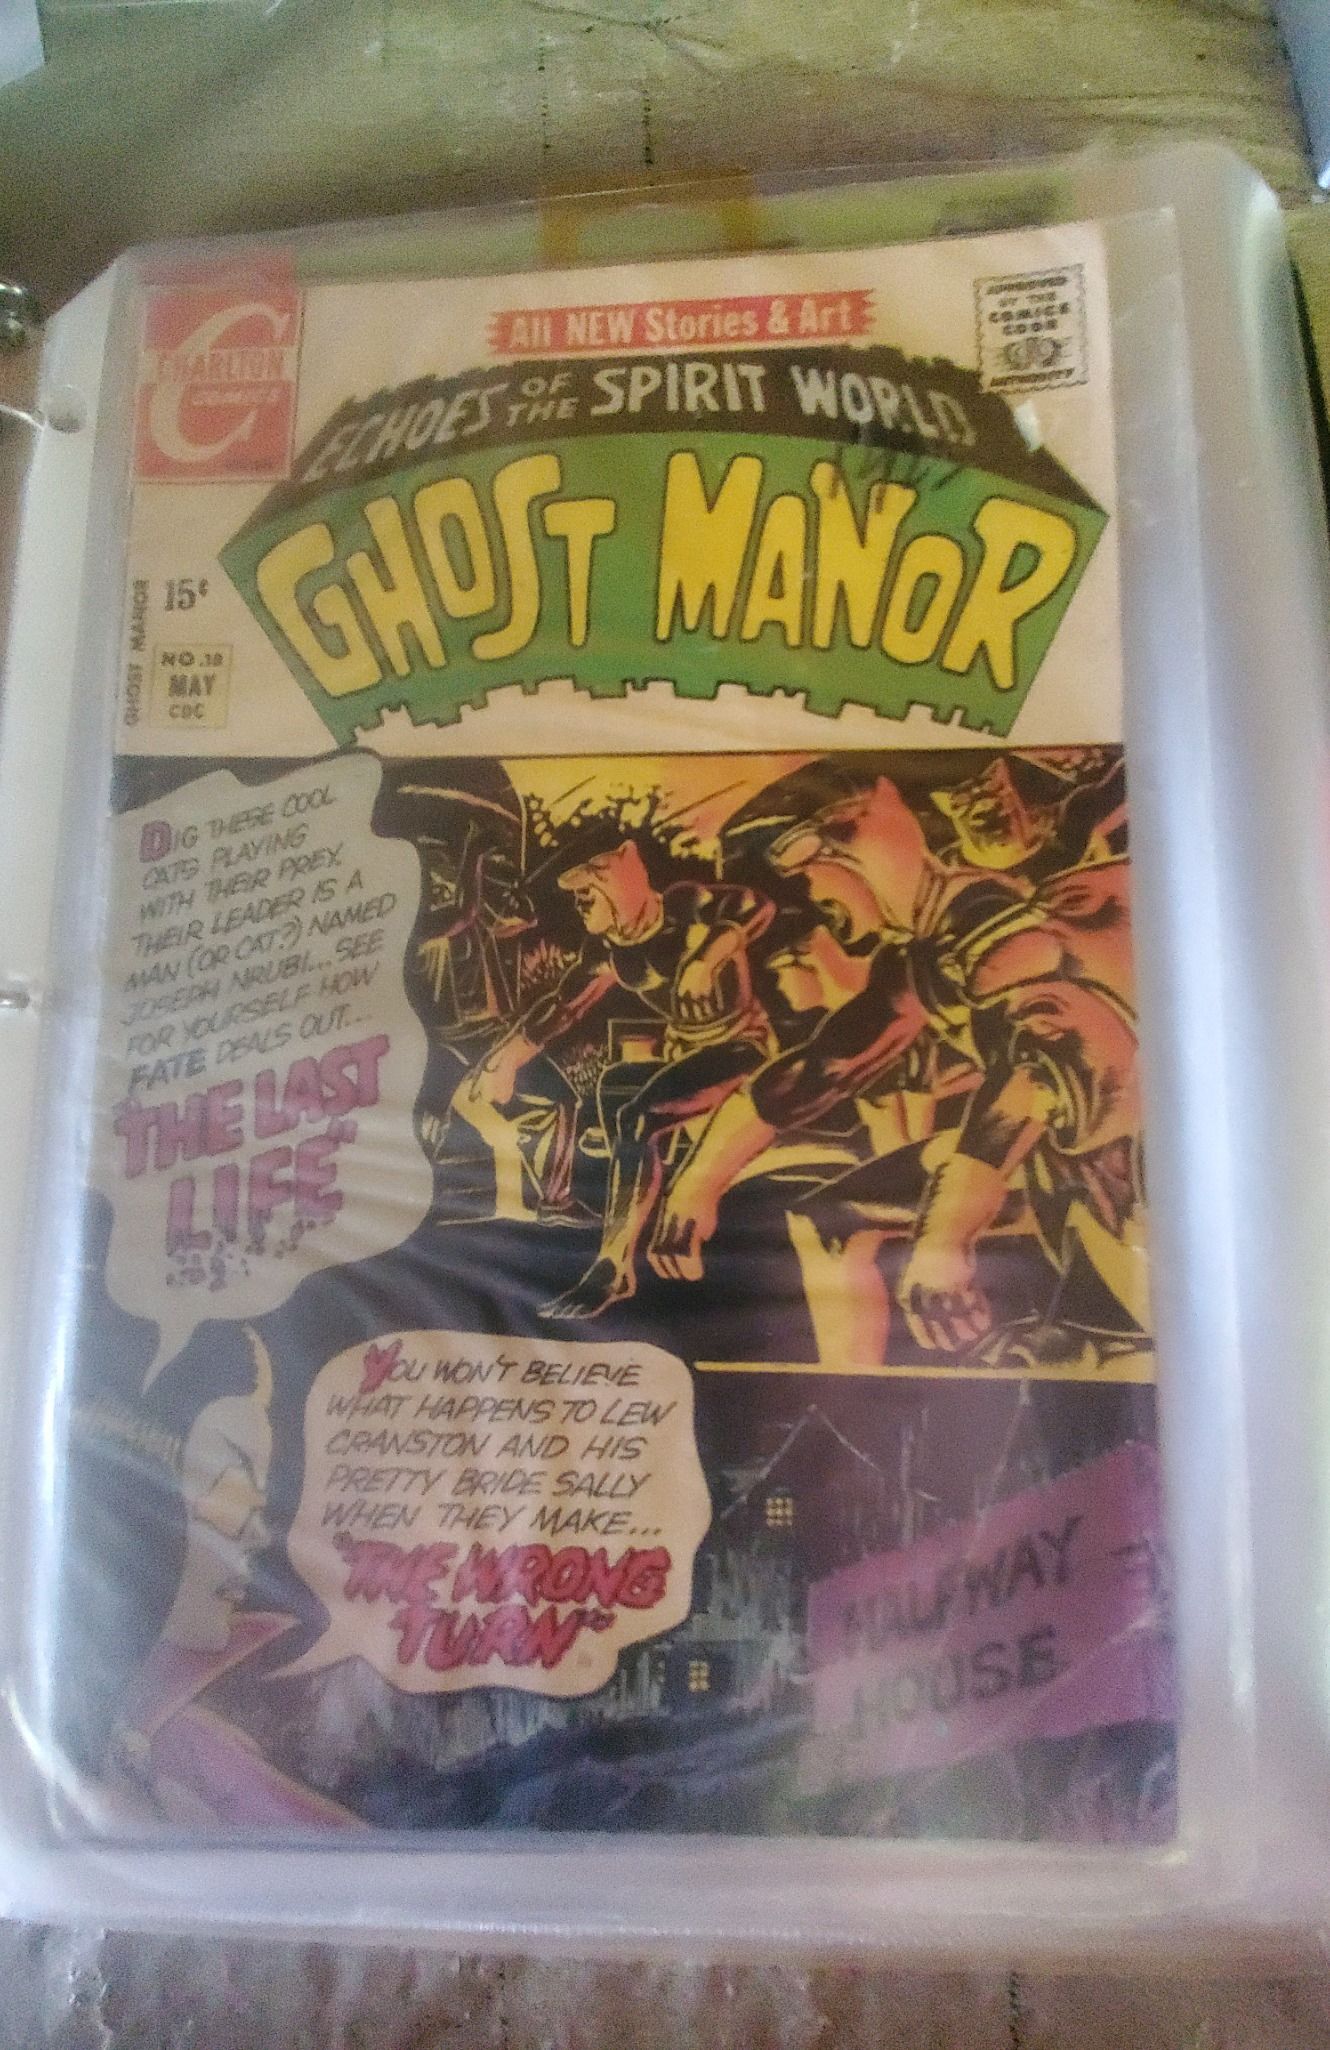 CHARLTON
COMICS
All NEW Stories & Art
APPROVED
BY THE
COMICS
CODE
AUTHORITY
ECHOES OF THE SPIRIT WORLD
GHOST MANOR
GHOST MANOR
15¢
NO.18
MAY
CDC
DIG THESE COOL
CATS PLAYING
WITH THEIR PREY.
THEIR LEADER IS A
MAN (OR CAT?) NAMED
JOSEPH NRUBI... SEE
FOR YOURSELF HOW
FATE DEALS OUT...
"THE LAST
LIFE"
YOU WON'T BELIEVE
WHAT HAPPENS TO LEW
CRANSTON AND HIS
PRETTY BRIDE SALLY
WHEN THEY MAKE...
"THE WRONG
TURN"
HALFWAY
HOUSE